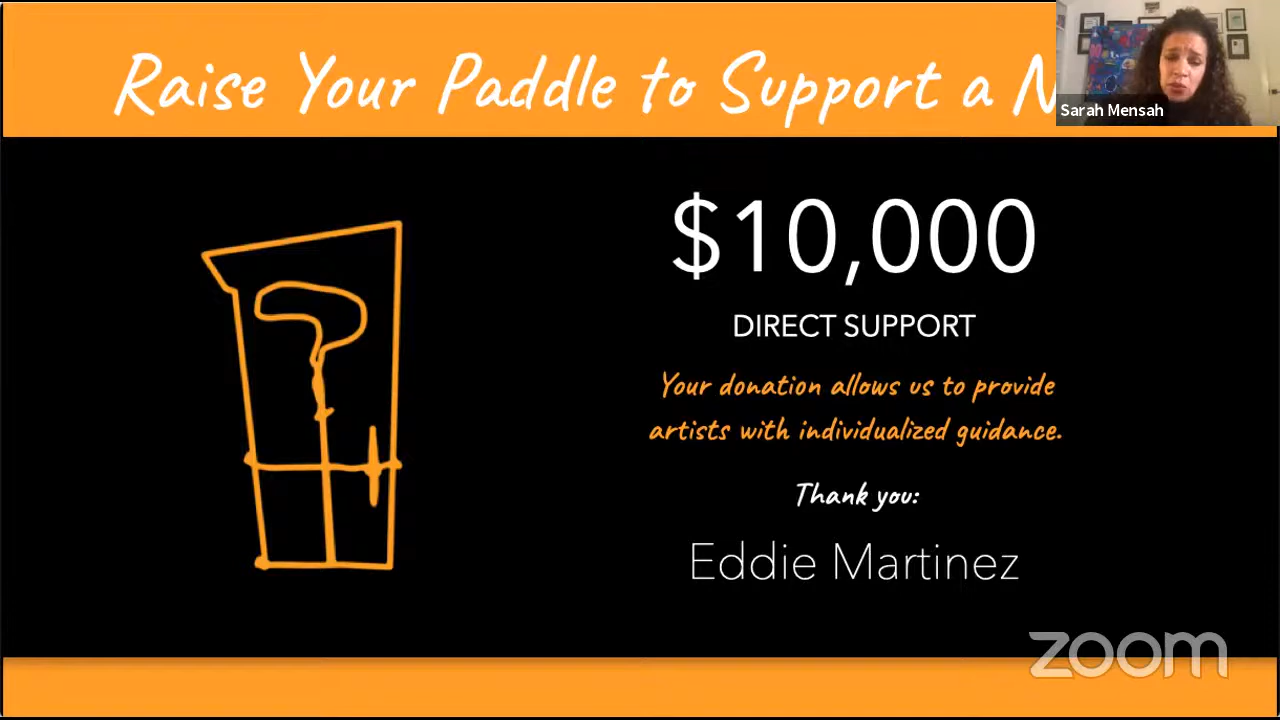 Raise Your Paddle to Support a N
Sarah Mensah
$10,000
DIRECT SUPPORT
Your donation allows us to provide
artists with individualized guidance.
Thank you:
Eddie Martinez
zoom